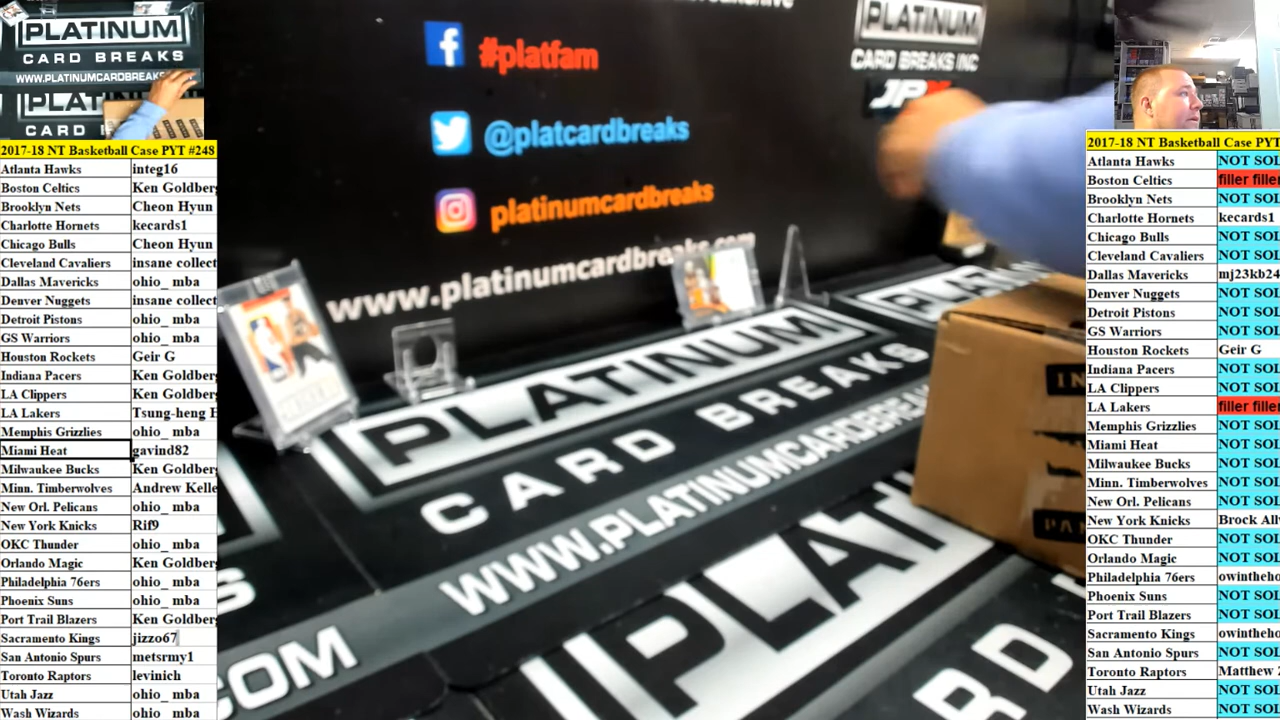 PLATINUM
CARD BREAKS
WWW.PLATINUMCARDBREAKS
2017-18 NT Basketball Case PYT #248
Atlanta Hawks integ16
Boston Celtics Ken Goldberg
Brooklyn Nets Cheon Hyun
Charlotte Hornets kecards1
Chicago Bulls Cheon Hyun
Cleveland Cavaliers insane collect
Dallas Mavericks ohio_mba
Denver Nuggets insane collect
Detroit Pistons ohio_mba
GS Warriors ohio_mba
Houston Rockets Geir G
Indiana Pacers Ken Goldberg
LA Clippers Ken Goldberg
LA Lakers Tsung-heng H
Memphis Grizzlies ohio_mba
Miami Heat gavind82
Milwaukee Bucks Ken Goldberg
Minn. Timberwolves Andrew Kelle
New Orl. Pelicans ohio_mba
New York Knicks Rif9
OKC Thunder ohio_mba
Orlando Magic Ken Goldberg
Philadelphia 76ers ohio_mba
Phoenix Suns ohio_mba
Port Trail Blazers Ken Goldberg
Sacramento Kings jizzo67
San Antonio Spurs metsrmy1
Toronto Raptors levinich
Utah Jazz ohio_mba
Wash Wizards ohio_mba
#platfam
@platcardbreaks
platinumcardbreaks
www.platinumcardbreaks.com
PLATINUM
CARD BREAKS INC
PLATINUM
CARD BREAKS
WWW.PLATINUMCARDBREAK
PLAT
.COM
2017-18 NT Basketball Case PYT
Atlanta Hawks NOT SOL
Boston Celtics filler filler
Brooklyn Nets NOT SOL
Charlotte Hornets kecards1
Chicago Bulls NOT SOL
Cleveland Cavaliers NOT SOL
Dallas Mavericks mj23kb24
Denver Nuggets NOT SOL
Detroit Pistons NOT SOL
GS Warriors NOT SOL
Houston Rockets Geir G
Indiana Pacers NOT SOL
LA Clippers NOT SOL
LA Lakers filler filler
Memphis Grizzlies NOT SOL
Miami Heat NOT SOL
Milwaukee Bucks NOT SOL
Minn. Timberwolves NOT SOL
New Orl. Pelicans NOT SOL
New York Knicks Brock All
OKC Thunder NOT SOL
Orlando Magic NOT SOL
Philadelphia 76ers owintheho
Phoenix Suns NOT SOL
Port Trail Blazers NOT SOL
Sacramento Kings owintheho
San Antonio Spurs NOT SOL
Toronto Raptors Matthew
Utah Jazz NOT SOL
Wash Wizards NOT SOL